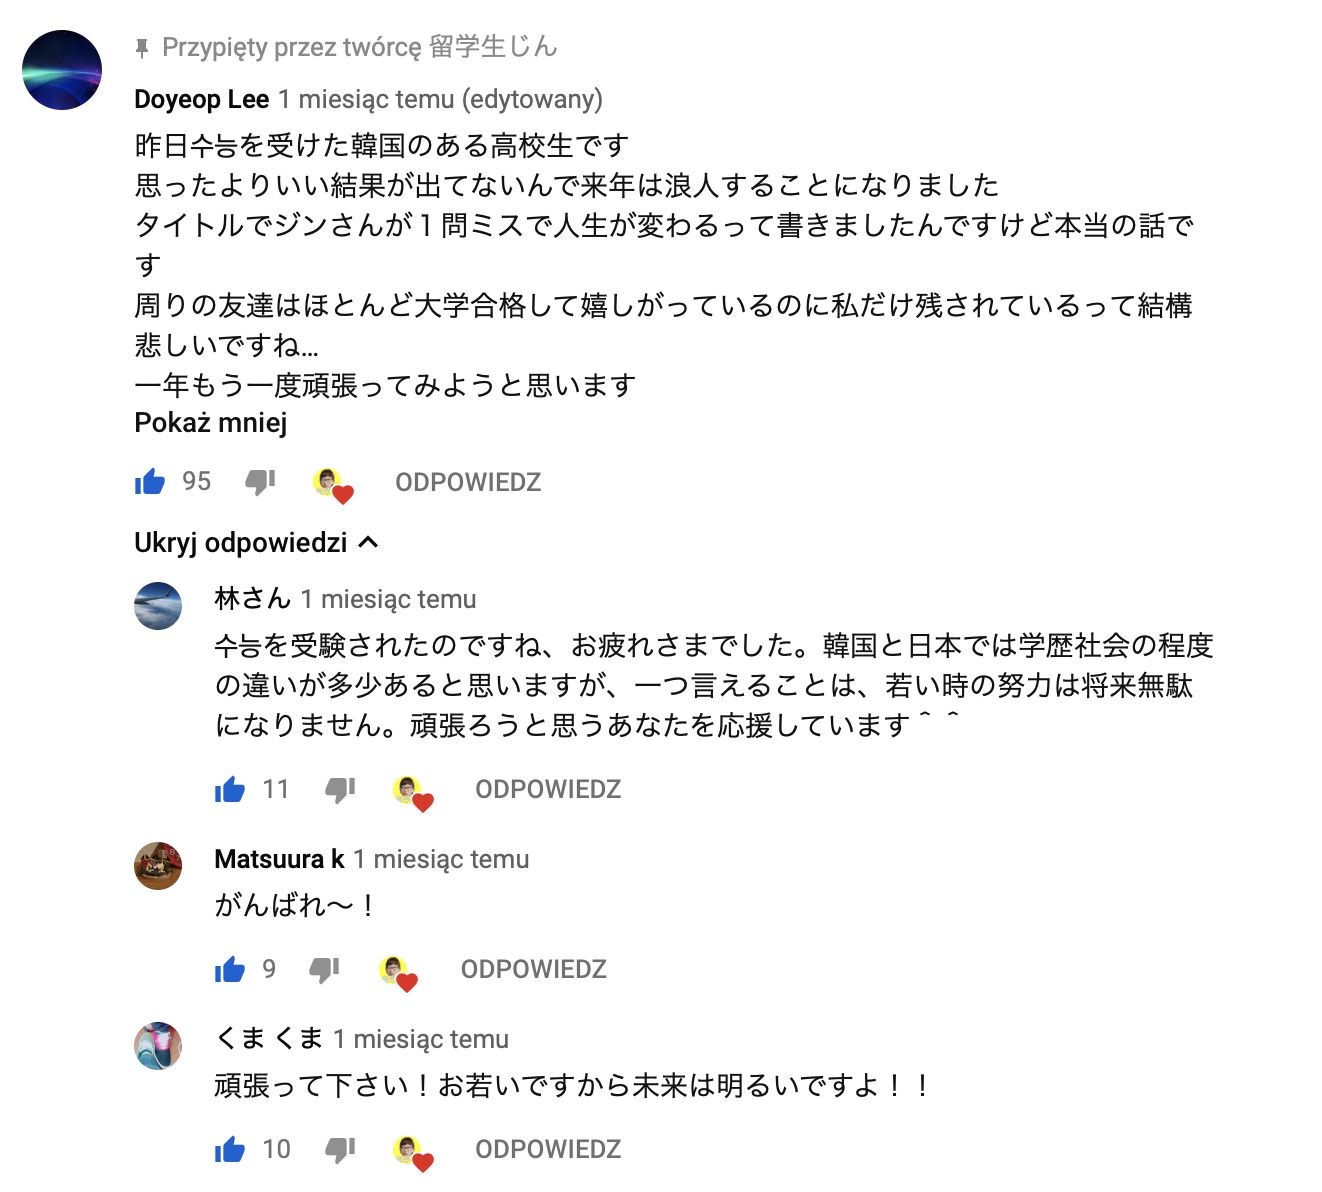 Przypięty przez twórcę 留学生じん
Doyeop Lee 1 miesiąc temu (edytowany)
昨日수능を受けた韓国のある高校生です
思ったよりいい結果が出てないんで来年は浪人することになりました
タイトルでジンさんが１問ミスで人生が変わるって書きましたんですけど本当の話で
す
周りの友達はほとんど大学合格して嬉しがっているのに私だけ残されているって結構
悲しいですね...
一年もう一度頑張ってみようと思います
Pokaż mniej
95 ODPOWIEDZ
Ukryj odpowiedzi
林さん 1 miesiąc temu
수능を受験されたのですね、お疲れさまでした。韓国と日本では学歴社会の程度
の違いが多少あると思いますが、一つ言えることは、若い時の努力は将来無駄
になりません。頑張ろうと思うあなたを応援しています＾＾
11 ODPOWIEDZ
Matsuura k 1 miesiąc temu
がんばれ〜！
9 ODPOWIEDZ
くま くま 1 miesiąc temu
頑張って下さい！お若いですから未来は明るいですよ！！
10 ODPOWIEDZ